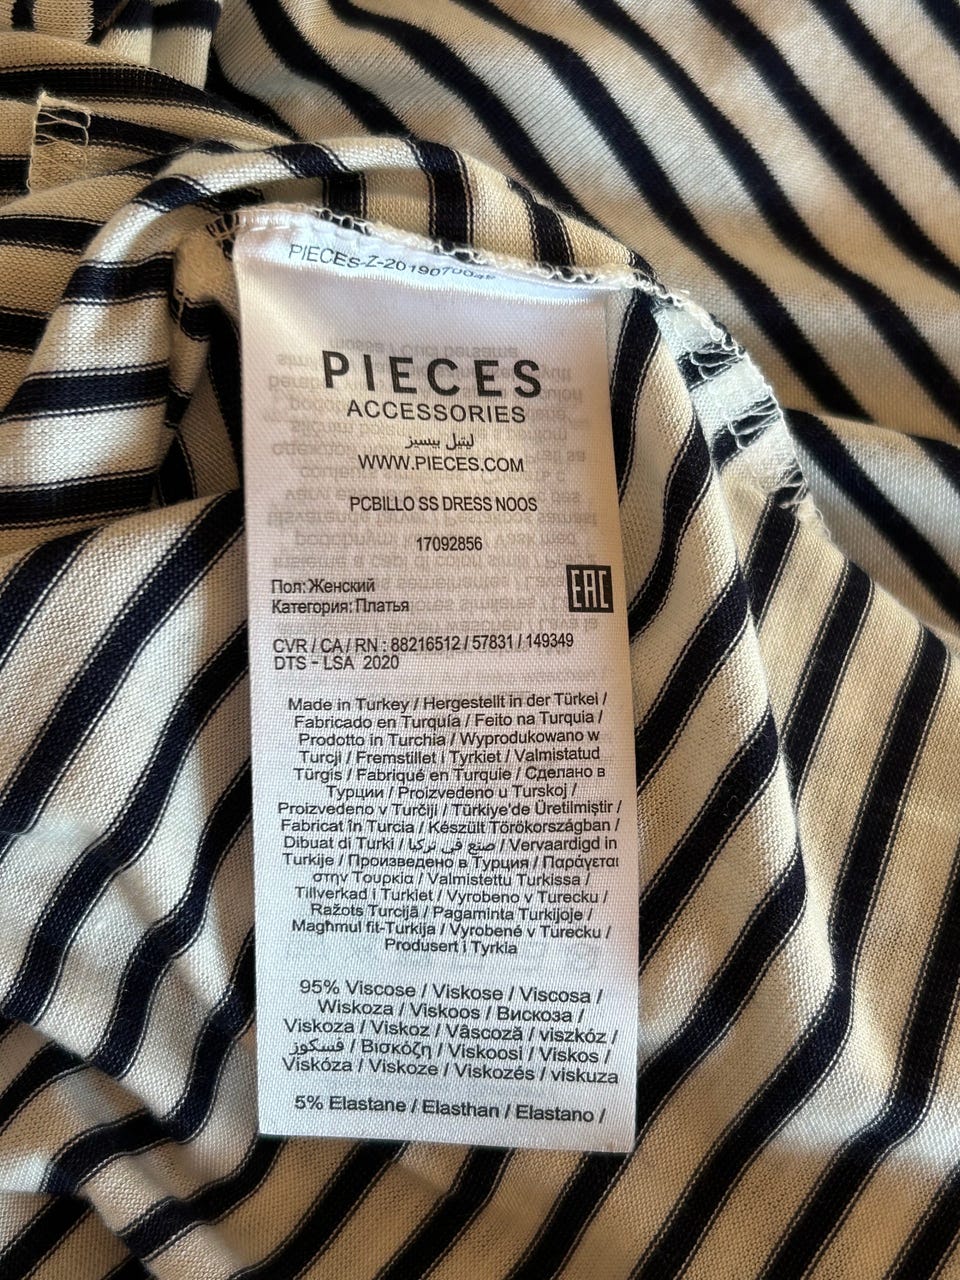 PIECES-Z-20190
PIECES
ACCESSORIES
ليتيل بيسيز
WWW.PIECES.COM
PCBILLO SS DRESS NOOS
17092856
Пол: Женский
Категория: Платья
EAC
CVR / CA / RN : 88216512 / 57831 / 149349
DTS - LSA 2020
Made in Turkey / Hergestellt in der Türkei /
Fabricado en Turquía / Feito na Turquia /
Prodotto in Turchia / Wyprodukowano w
Turcji / Fremstillet i Tyrkiet / Valmistatud
Türgis / Fabriqué en Turquie / Сделано в
Турции / Proizvedeno u Turskoj /
Proizvedeno v Turčiji / Türkiye'de Üretilmiştir /
Fabricat în Turcia / Készült Törökországban /
Dibuat di Turki / صنع في تركيا / Vervaardigd in
Turkije / Произведено в Турция / Παράγεται
στην Τουρκία / Valmistettu Turkissa /
Tillverkad i Turkiet / Vyrobeno v Turecku /
Ražots Turcijā / Pagaminta Turkijoje /
Magħmul fit-Turkija / Vyrobené v Turecku /
Produsert i Tyrkia
95% Viscose / Viskose / Viscosa /
Wiskoza / Viskoos / Вискоза /
Viskoza / Viskoz / Vâscoză / viszkóz /
فسكوز / Βισκόζη / Viskoosi / Viskos /
Viskóza / Viskoze / Viskozés / viskuza
5% Elastane / Elasthan / Elastano /